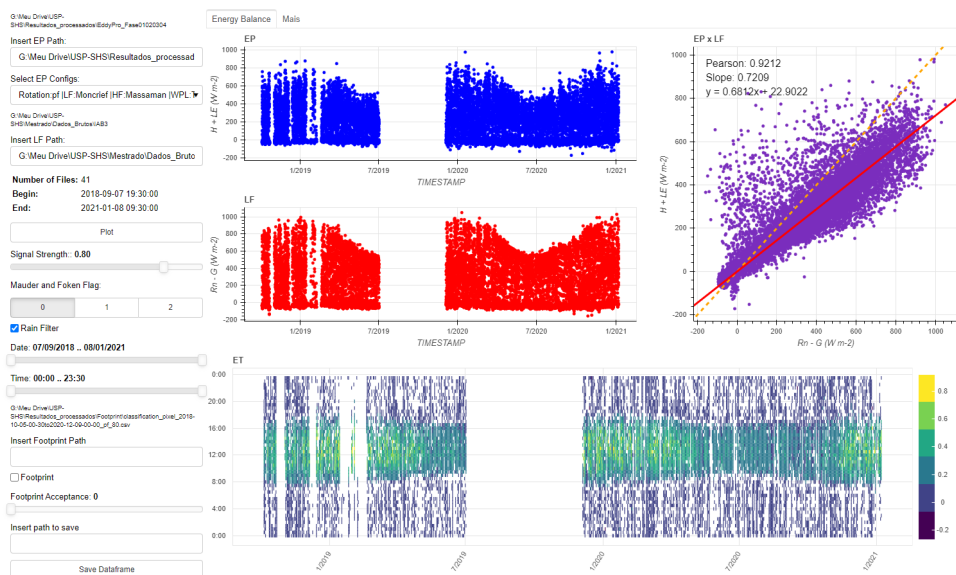 G:\Meu Drive\USP-
SHS\Resultados_processados\EddyPro_Fase01020304
Insert EP Path:
G:\Meu Drive\USP-SHS\Resultados_processad
Select EP Configs:
Rotation:pf |LF:Moncrief |HF:Massaman |WPL:
G:\Meu Drive\USP-
SHS\Mestrado\Dados_Brutos\IAB3
Insert LF Path:
G:\Meu Drive\USP-SHS\Mestrado\Dados_Bruto
Number of Files: 41
Begin: 2018-09-07 19:30:00
End: 2021-01-08 09:30:00
Plot
Signal Strength:: 0.80
Mauder and Foken Flag:
0 1 2
Rain Filter
Date: 07/09/2018 .. 08/01/2021
Time: 00:00 .. 23:30
G:\Meu Drive\USP-
SHS\Resultados_processados\Footprint\classification_pixel_2018-
10-05-00-30to2020-12-09-00-00_pf_80.csv
Insert Footprint Path
Footprint
Footprint Acceptance: 0
Insert path to save
Save Dataframe
Energy Balance Mais
EP
H + LE (W m-2)
1000
800
600
400
200
0
-200
1/2019 7/2019 1/2020 7/2020 1/2021
TIMESTAMP
LF
Rn - G (W m-2)
1000
800
600
400
200
0
-200
1/2019 7/2019 1/2020 7/2020 1/2021
TIMESTAMP
EP x LF
Pearson: 0.9212
Slope: 0.7209
y = 0.6812x+ 22.9022
H + LE (W m-2)
1000
800
600
400
200
0
-200
-200 0 200 400 600 800 1000
Rn - G (W m-2)
ET
0:00
20:00
16:00
12:00
8:00
4:00
0:00
1/2019 7/2019 1/2020 7/2020 1/2021
0.8
0.6
0.4
0.2
0
-0.2